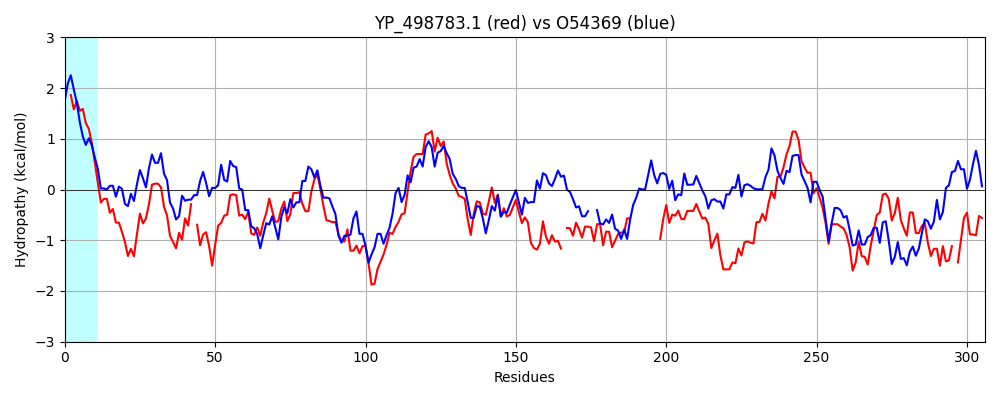 YP_498783.1 (red) vs O54369 (blue)
Hydropathy (kcal/mol)
3
2
1
0
−1
−2
−3
0 50 100 150 200 250 300
Residues